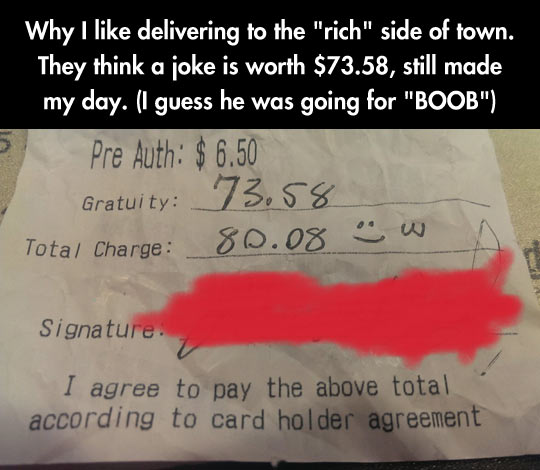 Why I like delivering to the "rich" side of town.
They think a joke is worth $73.58, still made
my day. (I guess he was going for "BOOB")
Pre Auth: $ 6.50
Gratuity: 73.58
Total Charge: 80.08 :)
Signature:
I agree to pay the above total
according to card holder agreement